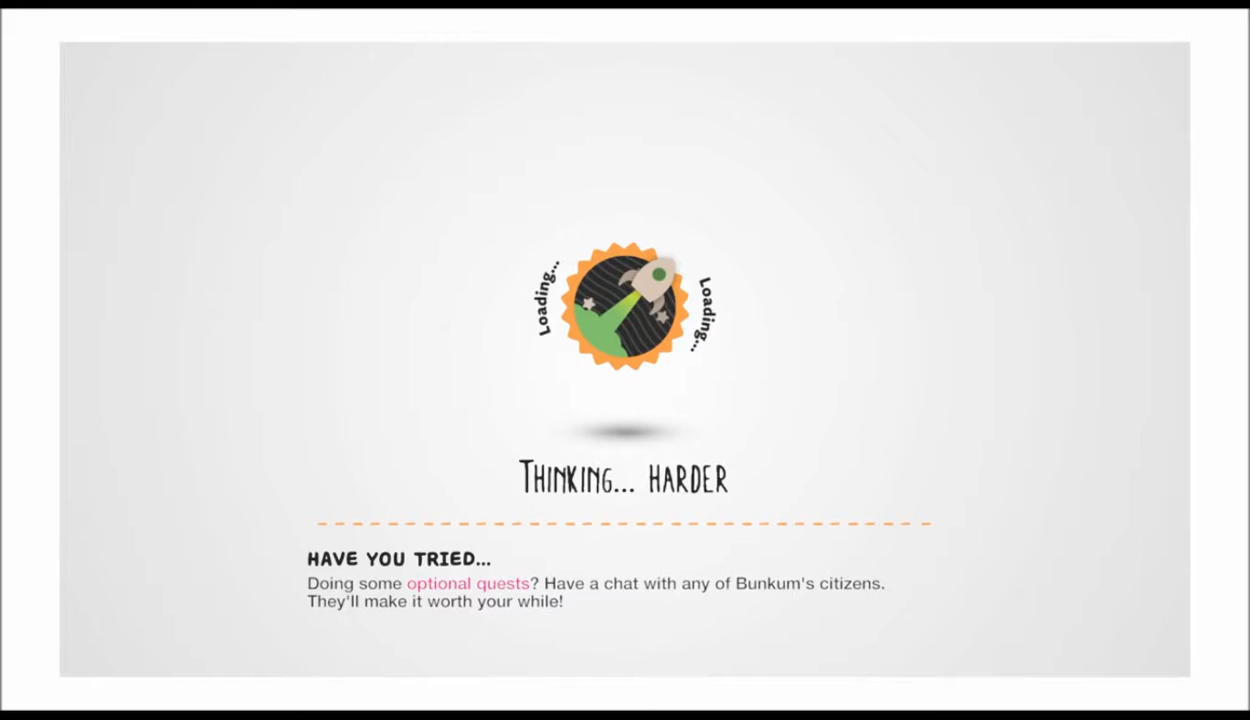 Loading...
Loading...
THINKING... HARDER
HAVE YOU TRIED...
Doing some optional quests? Have a chat with any of Bunkum's citizens.
They'll make it worth your while!